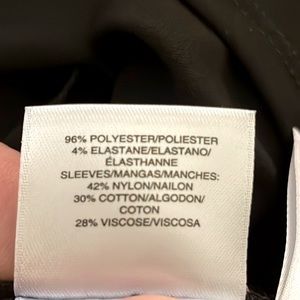 96% POLYESTER/POLIESTER
4% ELASTANE/ELASTANO/
ÉLASTHANNE
SLEEVES/MANGAS/MANCHES:
42% NYLON/NAILON
30% COTTON/ALGODON/
COTON
28% VISCOSE/VISCOSA